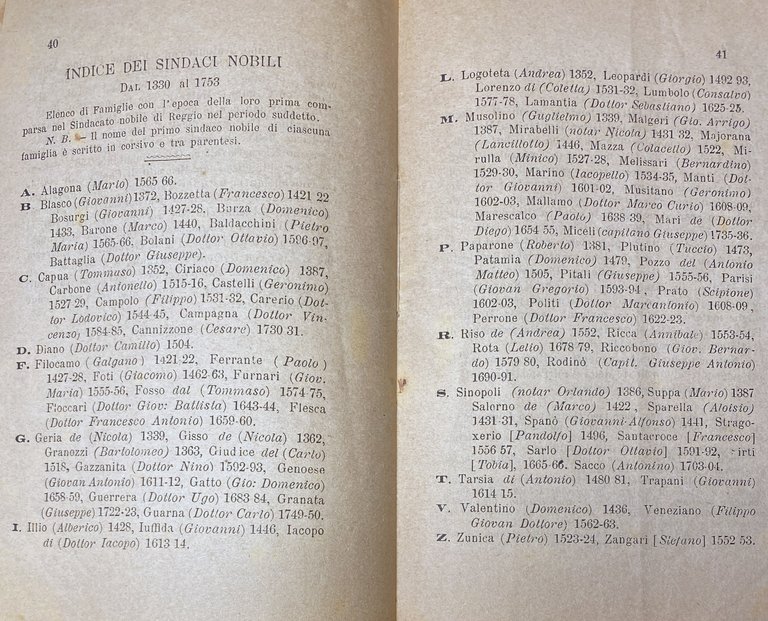 40
INDICE DEI SINDACI NOBILI
DAL 1330 al 1753
Elenco di Famiglie con l'epoca della loro prima com-
parsa nel Sindacato nobile di Reggio nel periodo suddetto.
N. B. - Il nome del primo sindaco nobile di ciascuna
famiglia è scritto in corsivo e tra parentesi.
A. Alagona (Mario) 1565 66.
B Blasco (Giovanni) 1372, Bozzetta (Francesco) 1421 22
Bosurgi (Giovanni) 1427-28, Burza (Domenico)
1433, Barone (Marco) 1440, Baldacchini (Pietro
Maria) 1565-66, Bolani (Dottor Ottavio) 1596-97,
Battaglia (Dottor Giuseppe).
C. Capua (Tommaso) 1352, Ciriaco (Domenico) 1387,
Carbone (Antonello) 1515-16, Castelli (Geronimo)
1527 29, Campolo (Filippo) 1531-32, Carerio (Dot-
tor Lodovico) 1544-45, Campagna (Dottor Vin-
cenzo) 1584-85, Cannizzone (Cesare) 1730 31.
D. Diano (Dottor Camillo) 1504.
F. Filocamo (Galgano) 1421-22, Ferrante (Paolo)
1427-28, Foti (Giacomo) 1462-63, Furnari (Giov.
Maria) 1555-56, Fosso dal (Tommaso) 1574-75,
Fioccari (Dottor Giov: Battista) 1643-44, Flesca
(Dottor Francesco Antonio) 1659-60.
G. Geria de (Nicola) 1339, Gisso de (Nicola) 1362,
Granozzi (Bartolomeo) 1363, Giudice del (Carlo)
1518, Gazzanita (Dottor Nino) 1592-93, Genoese
(Giovan Antonio) 1611-12, Gatto (Gio: Domenico)
1658-59, Guerrera (Dottor Ugo) 1683 84, Granata
(Giuseppe) 1722-23, Guarna (Dottor Carlo) 1749-50.
I. Illio (Alberico) 1428, Iuffida (Giovanni) 1446, Iacopo
di (Dottor Iacopo) 1613 14.
41
L. Logoteta (Andrea) 1352, Leopardi (Giorgio) 1492 93,
Lorenzo di (Coletta) 1531-32, Lumbolo (Consalvo)
1577-78, Lamantia (Dottor Sebastiano) 1625-25.
M. Musolino (Guglielmo) 1339, Malgeri (Gio. Arrigo)
1387, Mirabelli (notar Nicola) 1431 32, Majorana
(Lancillotto) 1446, Mazza (Colacello) 1522, Mi-
rulla (Minico) 1527-28, Melissari (Bernardino)
1529-30, Marino (Iacopello) 1534-35, Manti (Dot-
tor Giovanni) 1601-02, Musitano (Geronimo)
1602-03, Mallamo (Dottor Marco Curio) 1608-09,
Marescalco (Paolo) 1638 39, Mari de (Dottor
Diego) 1654 55, Miceli (capitano Giuseppe) 1735-36.
P. Paparone (Roberto) 1381, Plutino (Tuccio) 1473,
Patamia (Domenico) 1479, Pozzo del (Antonio
Matteo) 1505, Pitali (Giuseppe) 1555-56, Parisi
(Giovan Gregorio) 1593-94, Prato (Scipione)
1602-03, Politi (Dottor Marcantonio) 1608-09,
Perrone (Dottor Francesco) 1622-23.
R. Riso de (Andrea) 1552, Ricca (Annibale) 1553-54,
Rota (Lelio) 1678 79, Riccobono (Giov. Bernar-
do) 1579 80, Rodinò (Capit. Giuseppe Antonio)
1690-91.
S. Sinopoli (notar Orlando) 1386, Suppa (Mario) 1387
Salerno de (Marco) 1422, Sparella (Aloisio)
1431-31, Spanò (Giovanni-Alfonso) 1441, Strago-
xerio [Pandolfo] 1496, Santacroce [Francesco]
1556 57, Sarlo [Dottor Ottavio] 1591-92, Sirti
[Tobia], 1665-66. Sacco (Antonino) 1703-04.
T. Tarsia di (Antonio) 1480 81, Trapani (Giovanni)
1614 15.
V. Valentino (Domenico) 1436, Veneziano (Filippo
Giovan Dottore) 1562-63.
Z. Zunica (Pietro) 1523-24, Zangari [Stefano] 1552 53.